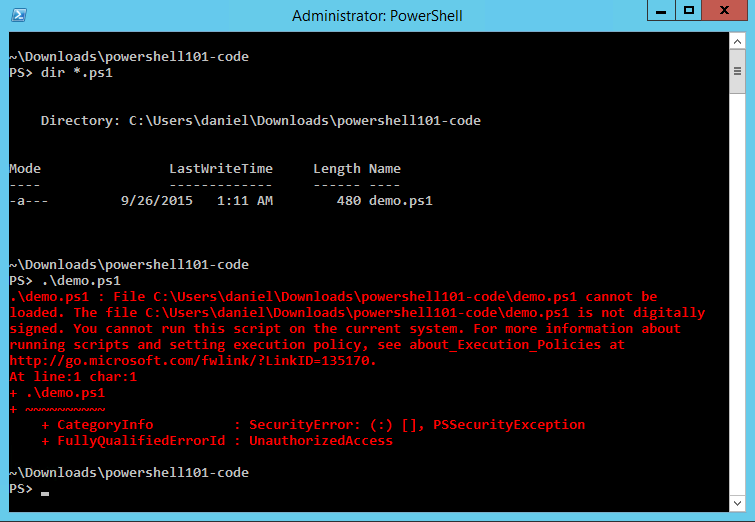 Administrator: PowerShell
~\Downloads\powershell101-code
PS> dir *.ps1
Directory: C:\Users\daniel\Downloads\powershell101-code
Mode                LastWriteTime     Length Name
----                -------------     ------ ----
-a---         9/26/2015   1:11 AM        480 demo.ps1
~\Downloads\powershell101-code
PS> .\demo.ps1
.\demo.ps1 : File C:\Users\daniel\Downloads\powershell101-code\demo.ps1 cannot be
loaded. The file C:\Users\daniel\Downloads\powershell101-code\demo.ps1 is not digitally
signed. You cannot run this script on the current system. For more information about
running scripts and setting execution policy, see about_Execution_Policies at
http://go.microsoft.com/fwlink/?LinkID=135170.
At line:1 char:1
+ .\demo.ps1
+ ~~~~~~~~~~
    + CategoryInfo          : SecurityError: (:) [], PSSecurityException
    + FullyQualifiedErrorId : UnauthorizedAccess
~\Downloads\powershell101-code
PS> _